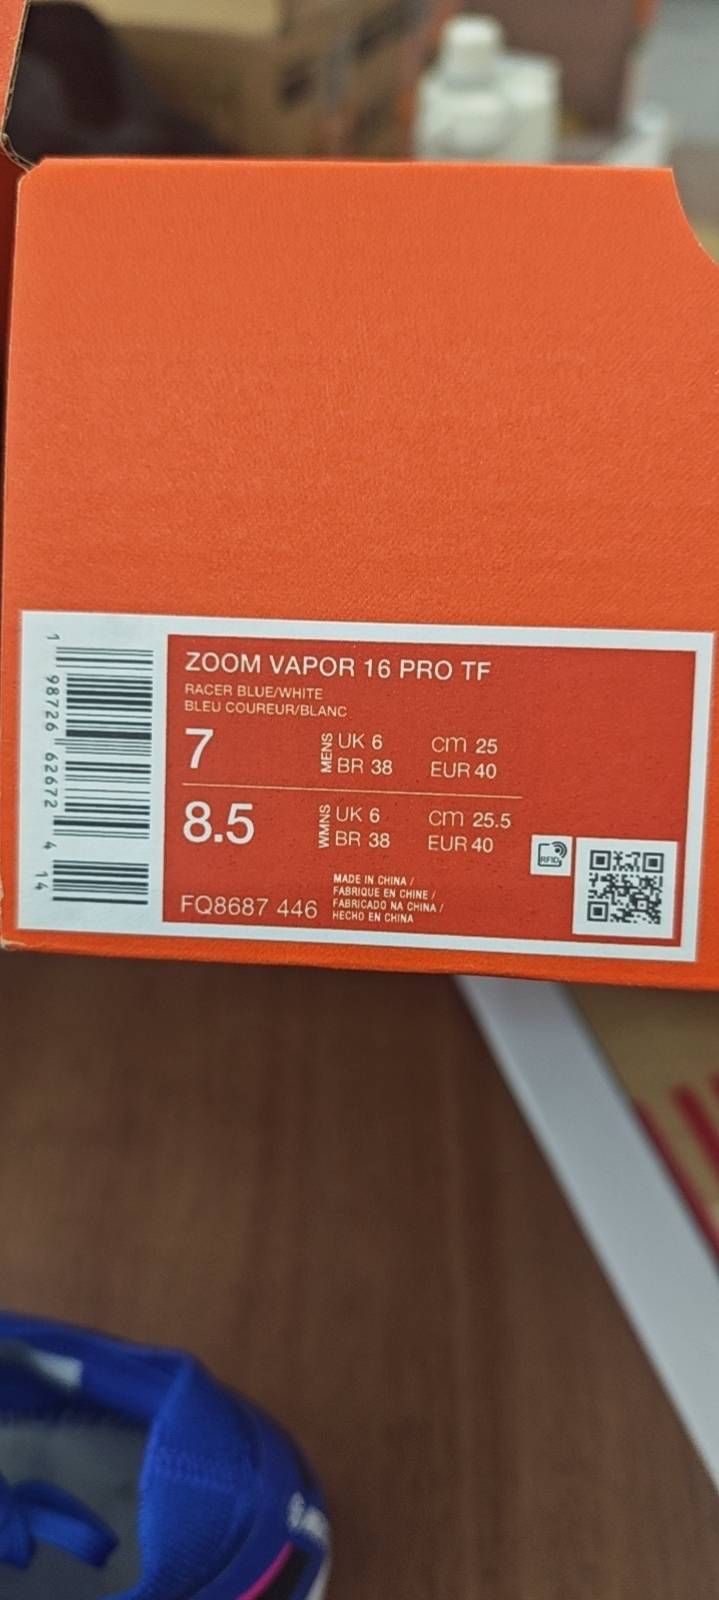 ZOOM VAPOR 16 PRO TF
RACER BLUE/WHITE
BLEU COUREUR/BLANC
7
MENS
UK 6
cm 25
BR 38
EUR 40
8.5
WMNS
UK 6
cm 25.5
BR 38
EUR 40
RFID
FQ8687 446
MADE IN CHINA /
FABRIQUE EN CHINE /
FABRICADO NA CHINA /
HECHO EN CHINA
1 98726 62672 4 14